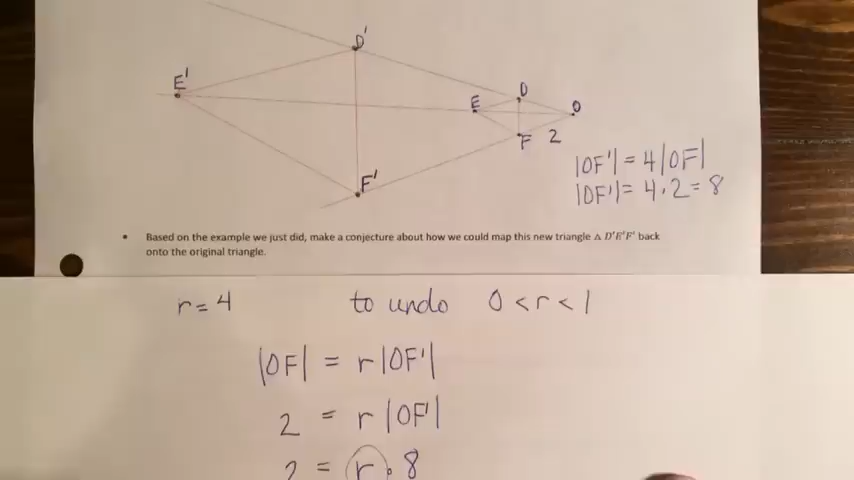 D'
E'
E
D
O
F
2
F'
|OF'| = 4|OF|
|OF'| = 4 · 2 = 8
• Based on the example we just did, make a conjecture about how we could map this new triangle △ D'E'F' back
onto the original triangle.
r = 4 to undo 0 < r < 1
|OF| = r|OF'|
2 = r|OF'|
2 = r · 8